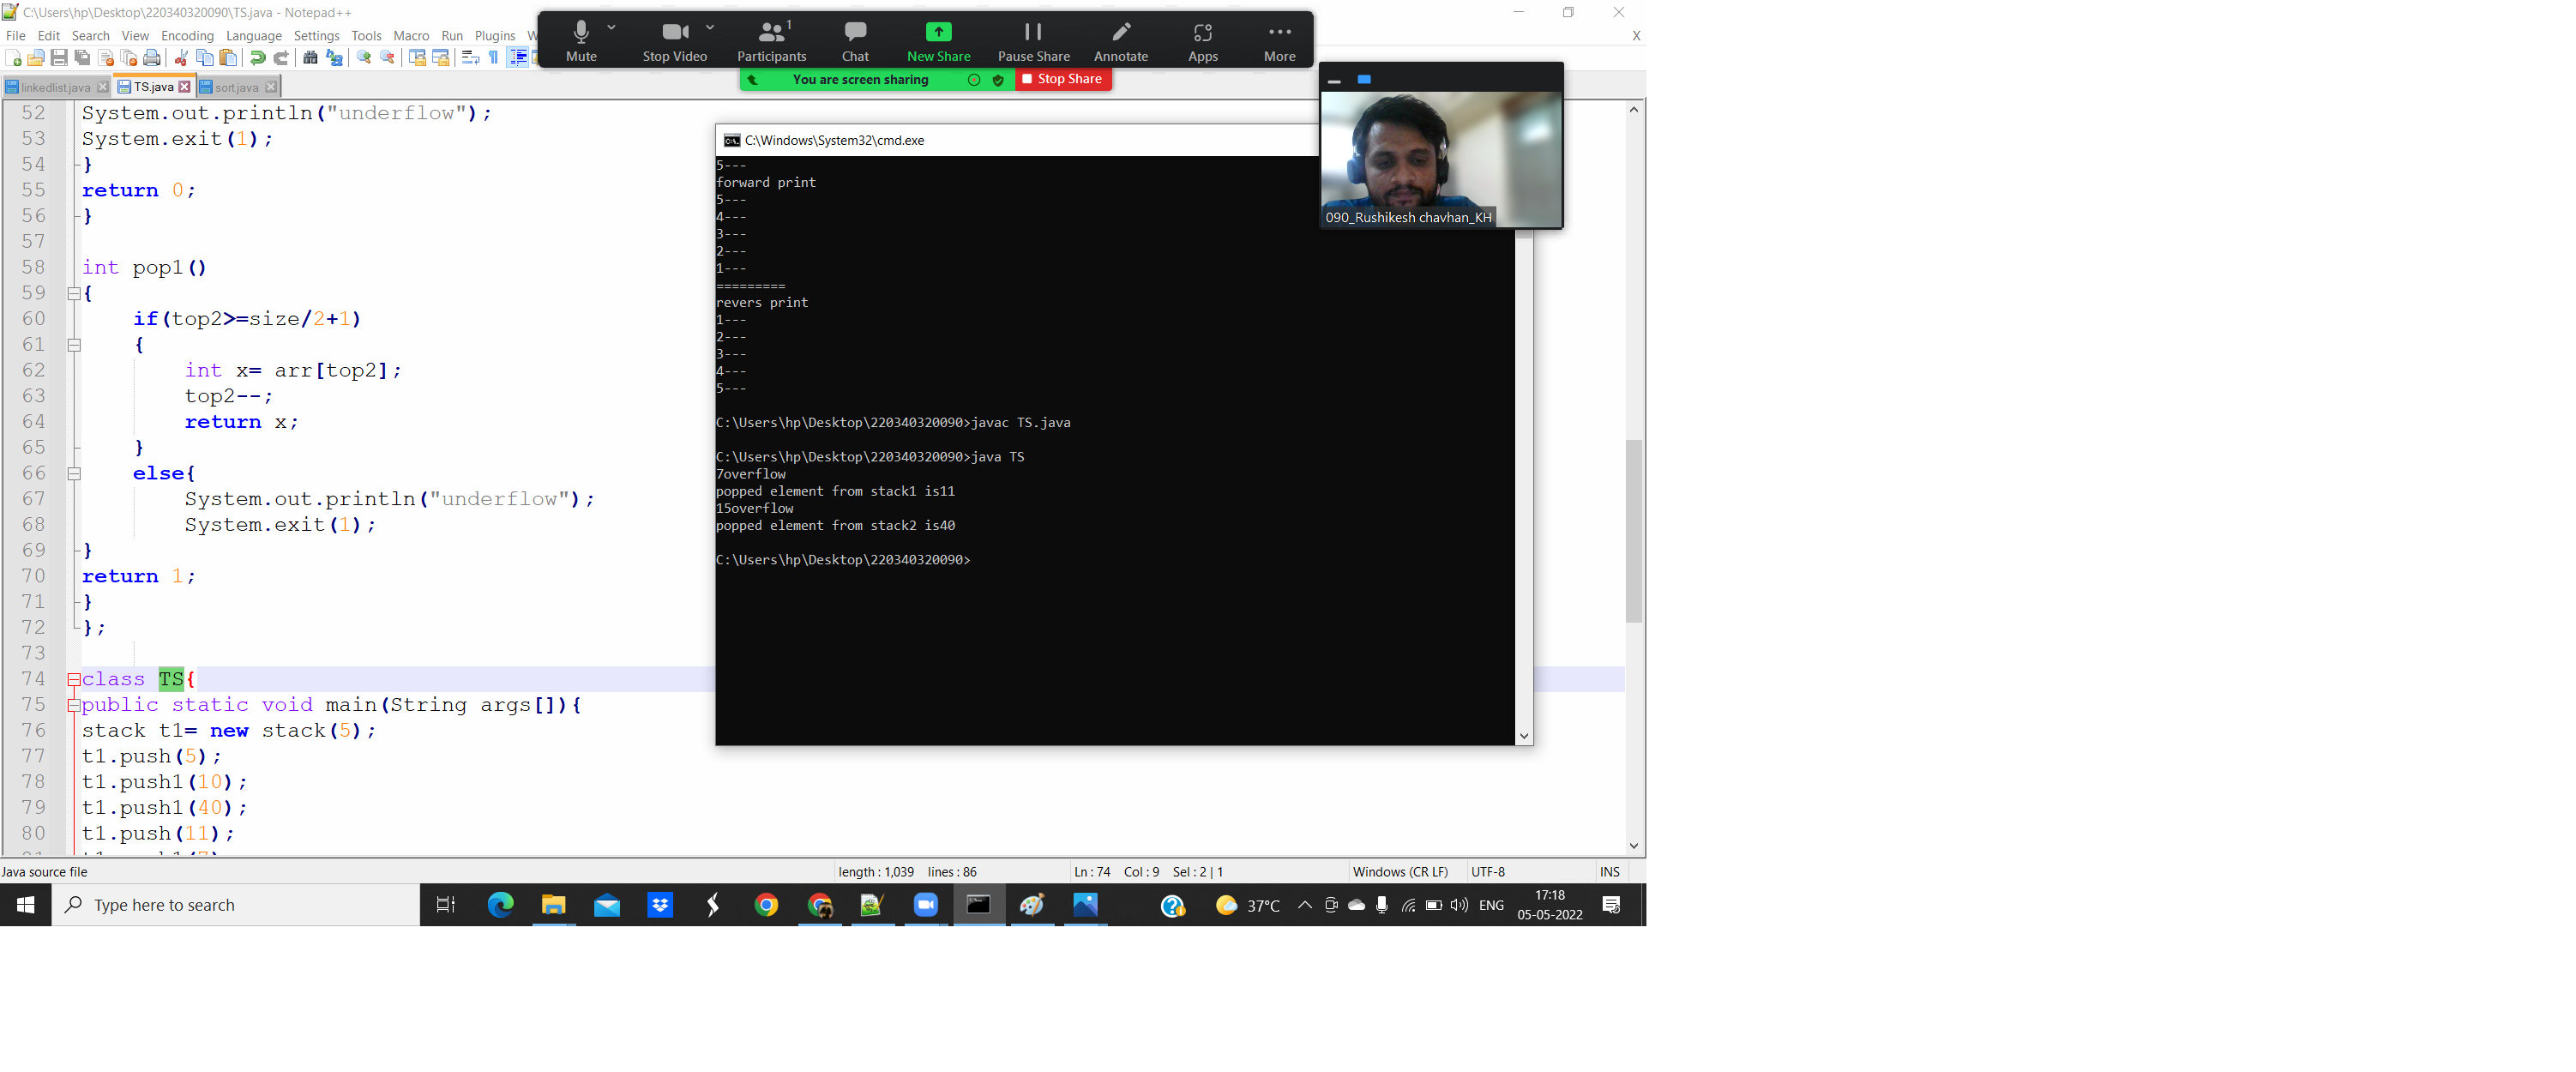 C:\Users\hp\Desktop\220340320090\TS.java - Notepad++
File Edit Search View Encoding Language Settings Tools Macro Run Plugins W
X
Mute
Stop Video
1
Participants
Chat
New Share
Pause Share
Annotate
Apps
More
You are screen sharing
Stop Share
linkedlist.java TS.java sort.java
52 System.out.println("underflow");
53 System.exit(1);
54 }
55 return 0;
56 }
57
58 int pop1()
59 {
60 if(top2>=size/2+1)
61 {
62 int x= arr[top2];
63 top2--;
64 return x;
65 }
66 else{
67 System.out.println("underflow");
68 System.exit(1);
69 }
70 return 1;
71 }
72 };
73
74 class TS{
75 public static void main(String args[]){
76 stack t1= new stack(5);
77 t1.push(5);
78 t1.push1(10);
79 t1.push1(40);
80 t1.push(11);
C:\Windows\System32\cmd.exe
5---
forward print
5---
4---
3---
2---
1---
=========
revers print
1---
2---
3---
4---
5---
C:\Users\hp\Desktop\220340320090>javac TS.java
C:\Users\hp\Desktop\220340320090>java TS
7overflow
popped element from stack1 is11
15overflow
popped element from stack2 is40
C:\Users\hp\Desktop\220340320090>
090_Rushikesh chavhan_KH
Java source file
length : 1,039 lines : 86
Ln : 74 Col : 9 Sel : 2 | 1
Windows (CR LF)
UTF-8
INS
Type here to search
37°C
ENG
17:18
05-05-2022